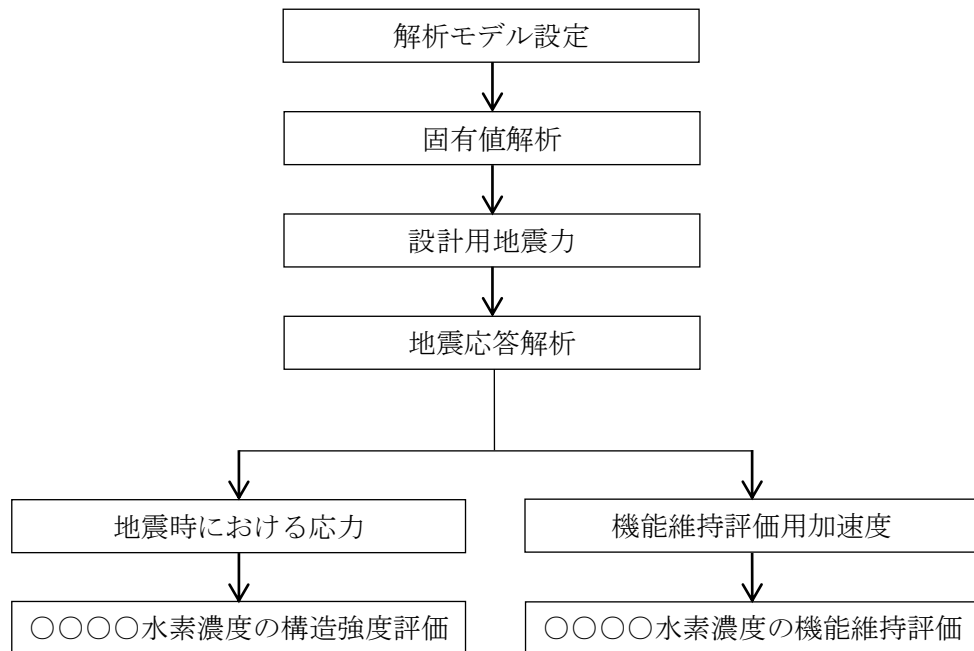 解析モデル設定
固有値解析
設計用地震力
地震応答解析
地震時における応力
機能維持評価用加速度
○○○○水素濃度の構造強度評価
○○○○水素濃度の機能維持評価